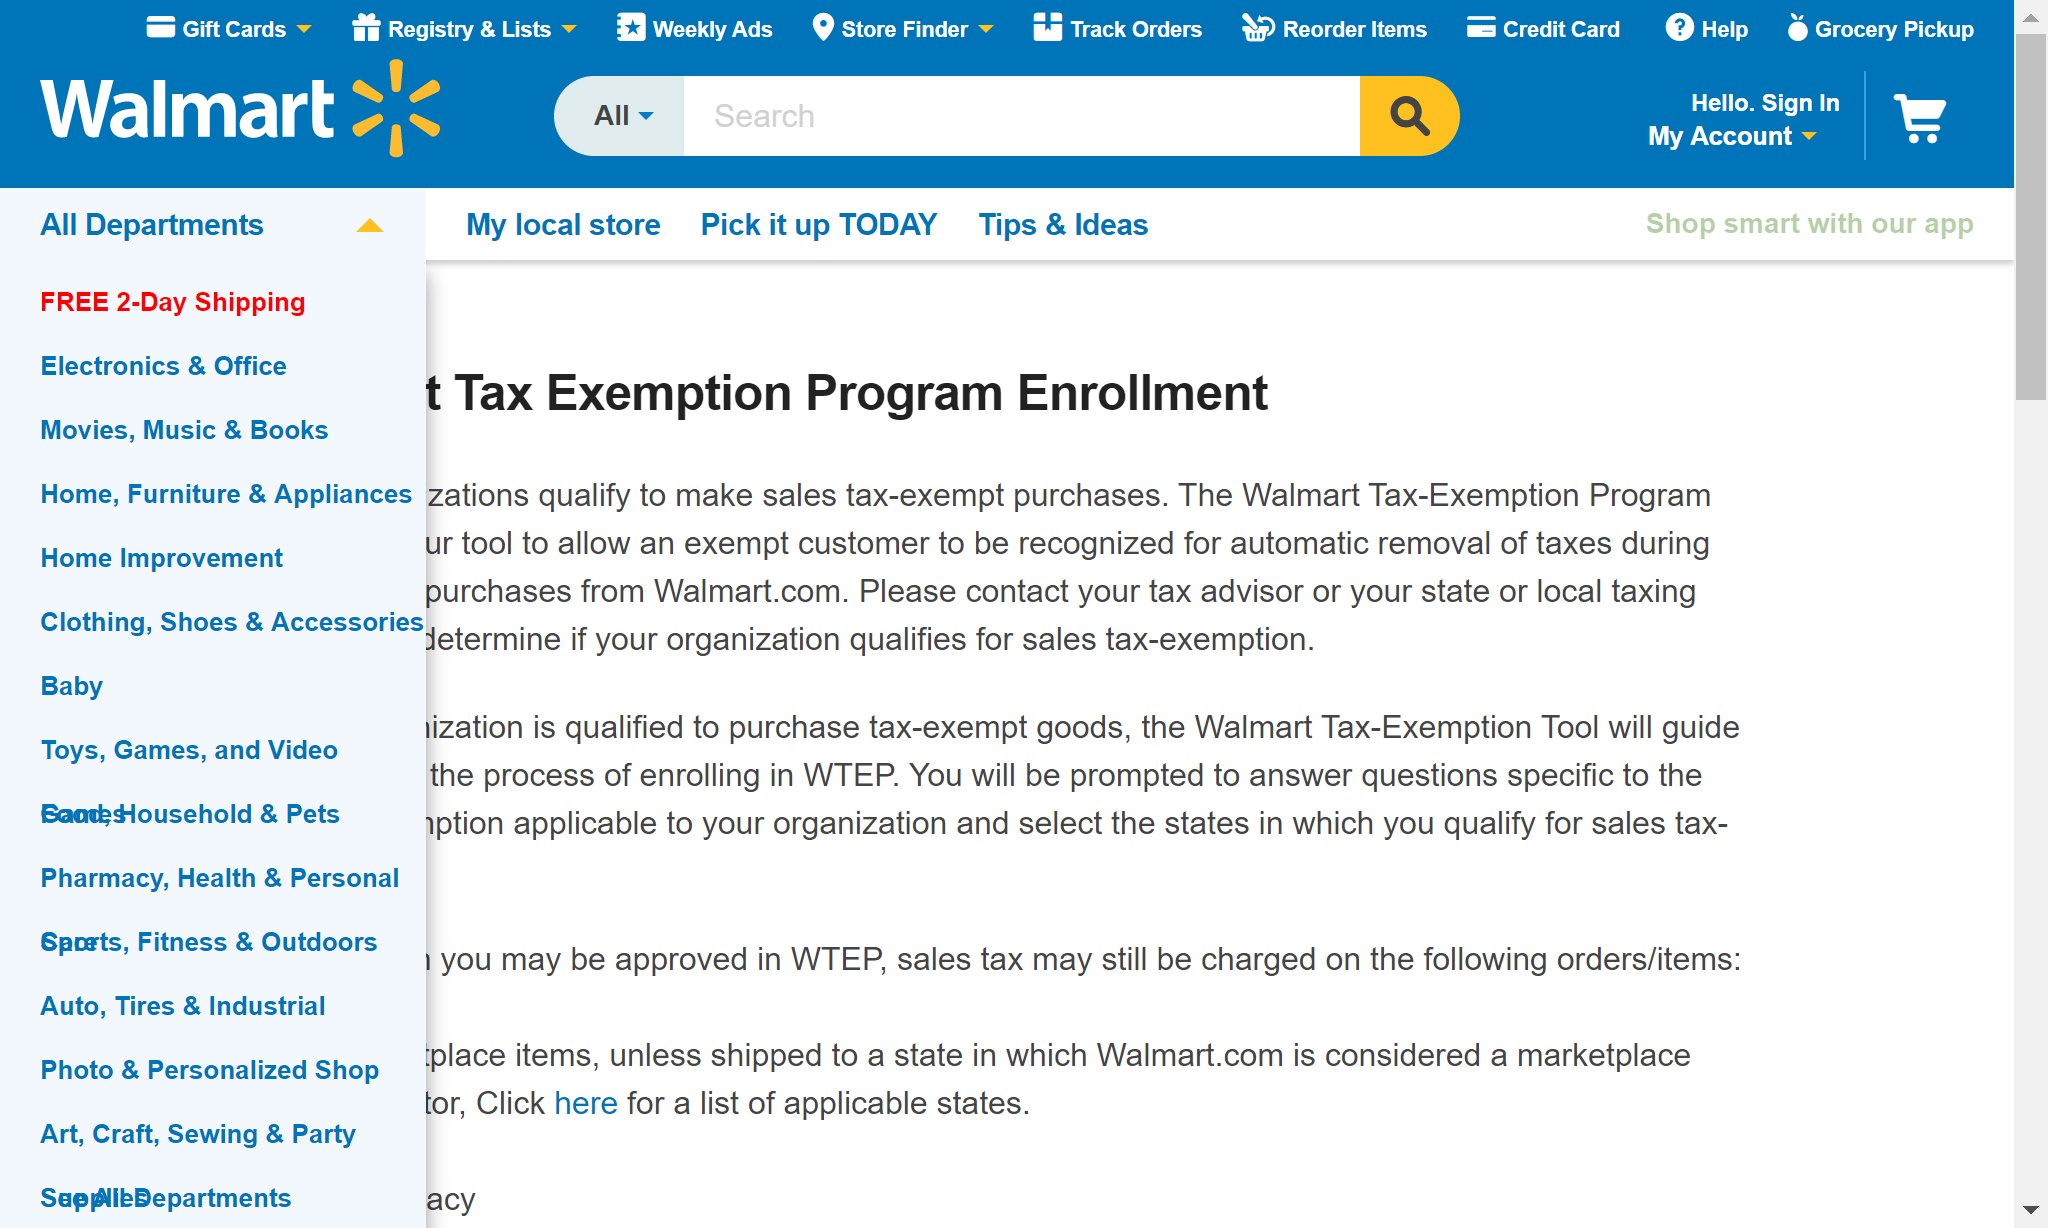 Gift Cards Registry & Lists Weekly Ads Store Finder Track Orders Reorder Items Credit Card Help Grocery Pickup
Walmart
All Search
Hello. Sign In
My Account
All Departments My local store Pick it up TODAY Tips & Ideas Shop smart with our app
FREE 2-Day Shipping
Electronics & Office
Movies, Music & Books
Home, Furniture & Appliances
Home Improvement
Clothing, Shoes & Accessories
Baby
Toys, Games, and Video
Games
Food, Household & Pets
Pharmacy, Health & Personal
Care
Sports, Fitness & Outdoors
Auto, Tires & Industrial
Photo & Personalized Shop
Art, Craft, Sewing & Party
Supplies
See All Departments
t Tax Exemption Program Enrollment
zations qualify to make sales tax-exempt purchases. The Walmart Tax-Exemption Program
ur tool to allow an exempt customer to be recognized for automatic removal of taxes during
purchases from Walmart.com. Please contact your tax advisor or your state or local taxing
determine if your organization qualifies for sales tax-exemption.
nization is qualified to purchase tax-exempt goods, the Walmart Tax-Exemption Tool will guide
the process of enrolling in WTEP. You will be prompted to answer questions specific to the
mption applicable to your organization and select the states in which you qualify for sales tax-
you may be approved in WTEP, sales tax may still be charged on the following orders/items:
tplace items, unless shipped to a state in which Walmart.com is considered a marketplace
tor, Click here for a list of applicable states.
acy